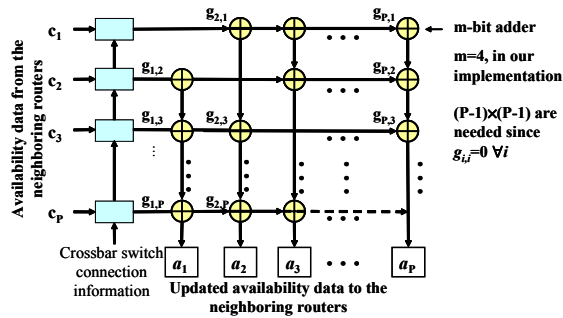 Availability data from the
neighboring routers
c1
g2,1
gP,1
m-bit adder
m=4, in our
implementation
c2
g1,2
gP,2
(P-1)×(P-1) are
needed since
gi,i=0 ∀i
c3
g1,3
g2,3
gP,3
cP
g1,P
g2,P
Crossbar switch
connection
information
a1
a2
a3
aP
Updated availability data to the
neighboring routers